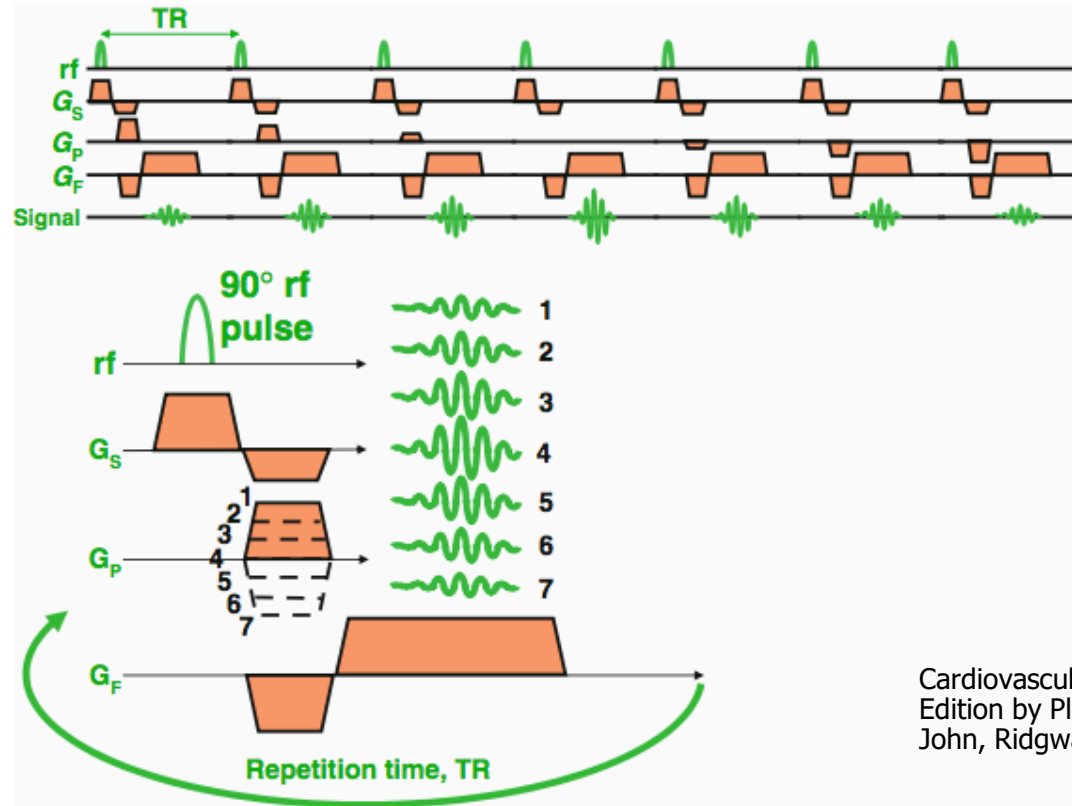 TR
rf
GS
GP
GF
Signal
90° rf
pulse
rf
GS
GP
GF
1
2
3
4
5
6
7
1
2
3
4
5
6
7
Repetition time, TR
Cardiovascul
Edition by Pl
John, Ridgwa